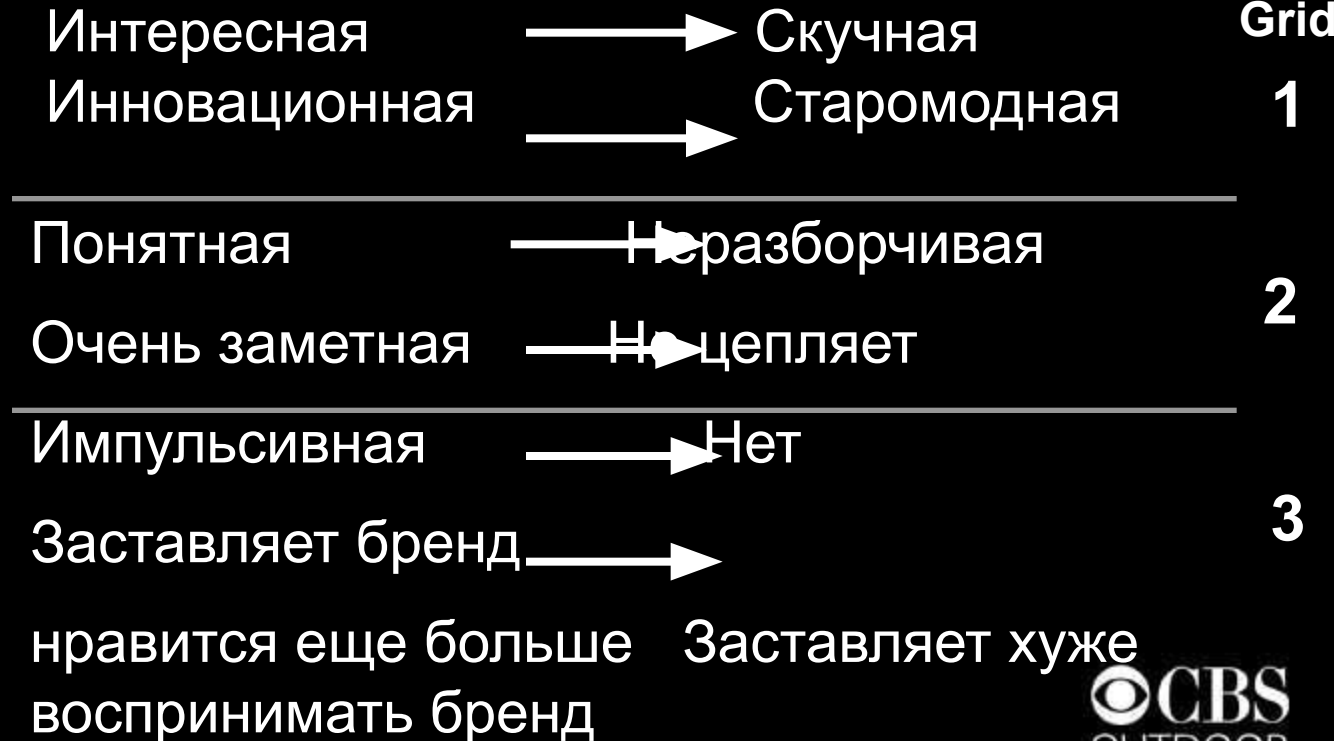 Интересная Скучная Grid
Инновационная Старомодная 1
Понятная Неразборчивая
2
Очень заметная Не цепляет
Импульсивная Нет
3
Заставляет бренд
нравится еще больше Заставляет хуже
воспринимать бренд
CBS
OUTDOOR